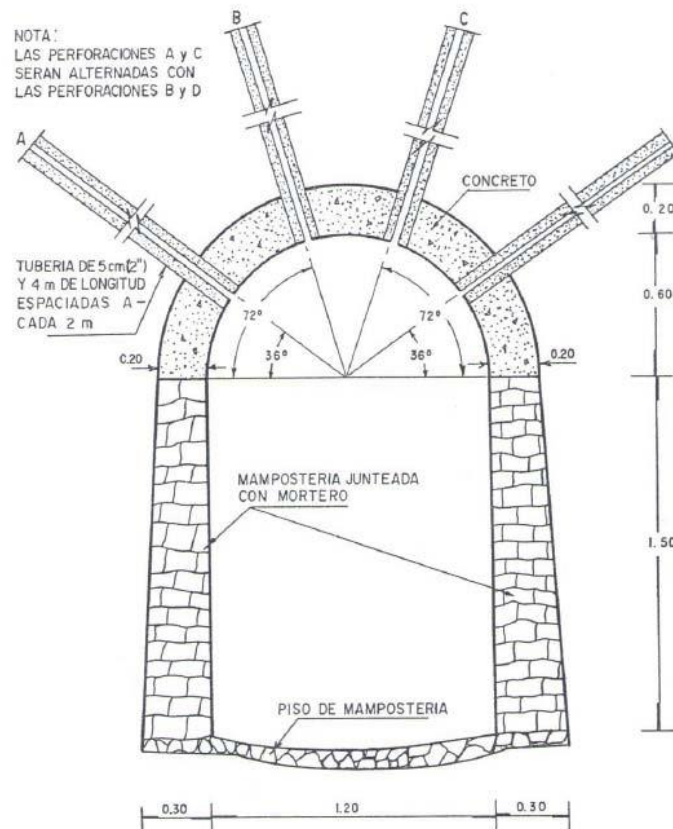 NOTA:
LAS PERFORACIONES A y C
SERAN ALTERNADAS CON
LAS PERFORACIONES B y D
B
C
A
CONCRETO
0.20
TUBERIA DE 5cm(2")
Y 4 m DE LONGITUD
ESPACIADAS A-
CADA 2 m
0.60
72°
72°
36°
36°
0.20
0.20
MAMPOSTERIA JUNTEADA
CON MORTERO
1.50
PISO DE MAMPOSTERIA
0.30
1.20
0.30